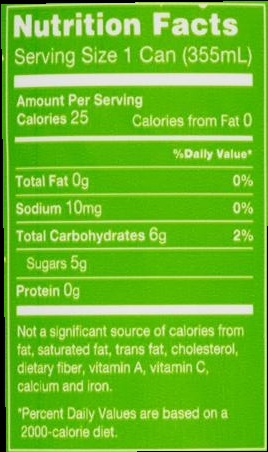 Nutrition Facts
Serving Size 1 Can (355mL)
Amount Per Serving
Calories 25 Calories from Fat 0
%Daily Value*
Total Fat 0g 0%
Sodium 10mg 0%
Total Carbohydrates 6g 2%
Sugars 5g
Protein 0g
Not a significant source of calories from
fat, saturated fat, trans fat, cholesterol,
dietary fiber, vitamin A, vitamin C,
calcium and iron.
*Percent Daily Values are based on a
2000-calorie diet.